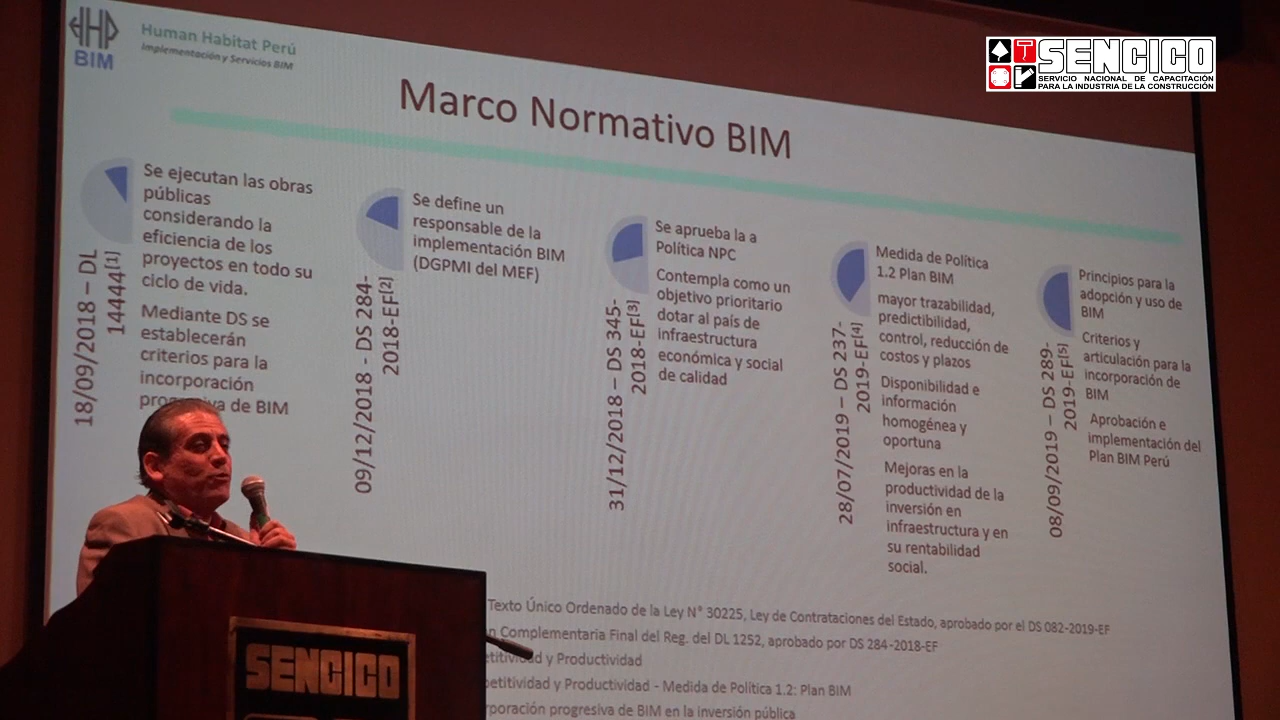 HHP
BIM
Human Habitat Perú
Implementación y Servicios BIM
SENCICO
SERVICIO NACIONAL DE CAPACITACIÓN
PARA LA INDUSTRIA DE LA CONSTRUCCIÓN
Marco Normativo BIM
18/09/2018 – DL
14444[1]
Se ejecutan las obras
públicas
considerando la
eficiencia de los
proyectos en todo su
ciclo de vida.
Mediante DS se
establecerán
criterios para la
incorporación
de BIM
09/12/2018 - DS 284-
2018-EF[2]
Se define un
responsable de la
implementación BIM
(DGPMI del MEF)
31/12/2018 – DS 345-
2018-EF[3]
Se aprueba la a
Política NPC
Contempla como un
objetivo prioritario
dotar al país de
infraestructura
económica y social
de calidad
28/07/2019 – DS 237-
2019-EF[4]
Medida de Política
1.2 Plan BIM
mayor trazabilidad,
predictibilidad,
control, reducción de
costos y plazos
Disponibilidad e
información
homogénea y
oportuna
Mejoras en la
productividad de la
inversión en
infraestructura y en
su rentabilidad
social.
08/09/2019 – DS 289-
2019-EF[5]
Principios para la
adopción y uso de
BIM
Criterios y
articulación para la
incorporación de
BIM
Aprobación e
implementación del
Plan BIM Perú
Texto Único Ordenado de la Ley N° 30225, Ley de Contrataciones del Estado, aprobado por el DS 082-2019-EF
n Complementaria Final del Reg. del DL 1252, aprobado por DS 284-2018-EF
etitividad y Productividad
petitividad y Productividad - Medida de Política 1.2: Plan BIM
rporación progresiva de BIM en la inversión pública
SENCICO